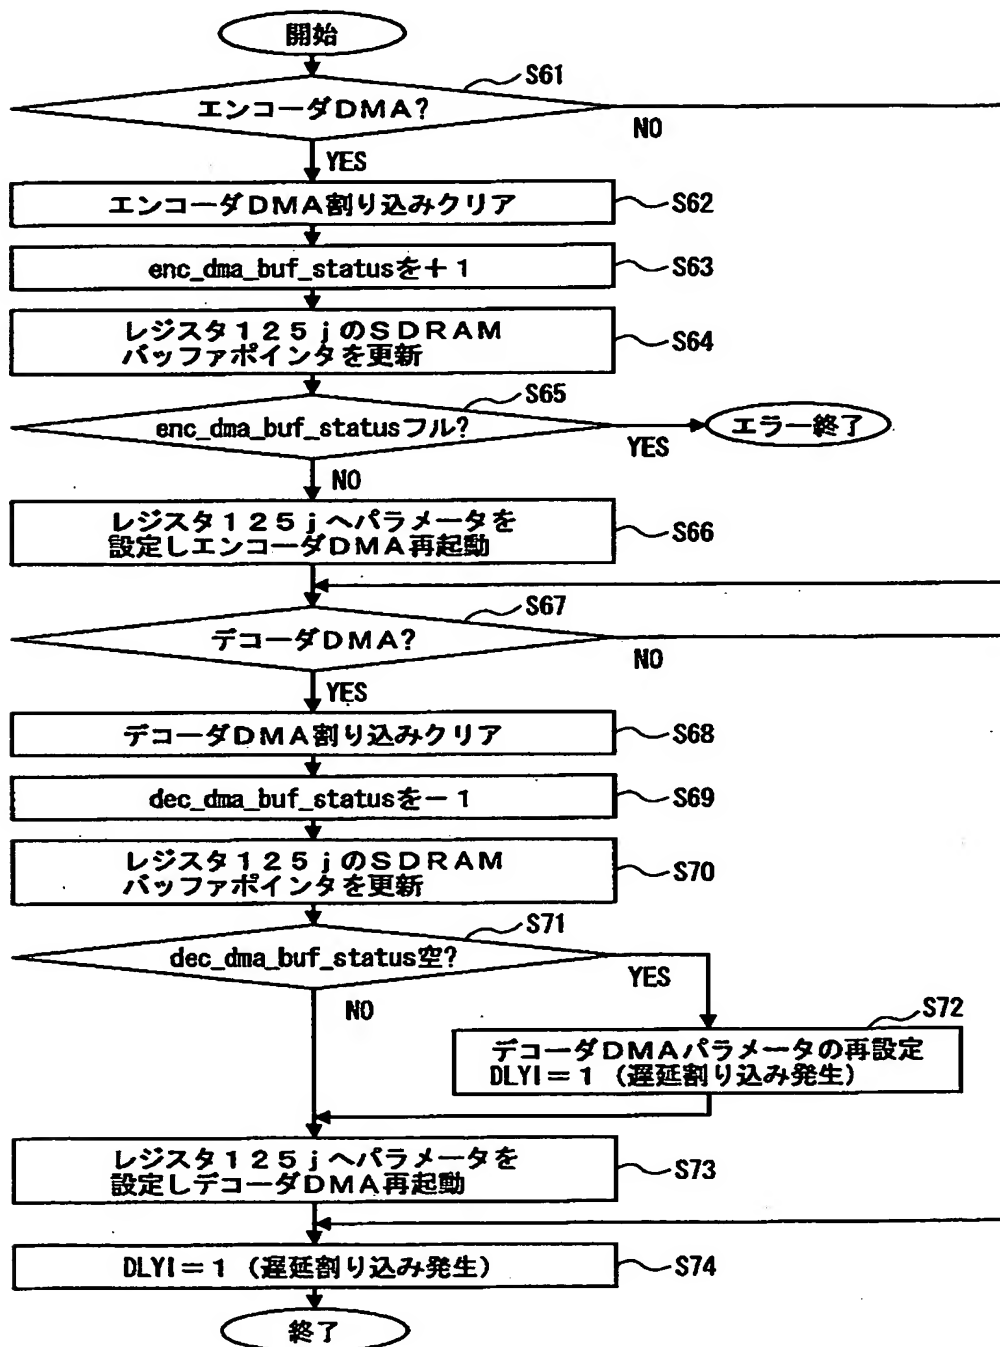 開始
S61
エンコーダDMA?
NO
YES
エンコーダDMA割り込みクリア
S62
enc_dma_buf_statusを+1
S63
レジスタ125jのSDRAM
バッファポインタを更新
S64
S65
enc_dma_buf_statusフル?
YES
エラー終了
NO
レジスタ125jへパラメータを
設定しエンコーダDMA再起動
S66
S67
デコーダDMA?
NO
YES
デコーダDMA割り込みクリア
S68
dec_dma_buf_statusを-1
S69
レジスタ125jのSDRAM
バッファポインタを更新
S70
S71
dec_dma_buf_status空?
YES
NO
S72
デコーダDMAパラメータの再設定
DLYI=1(遅延割り込み発生)
レジスタ125jへパラメータを
設定しデコーダDMA再起動
S73
DLYI=1(遅延割り込み発生)
S74
終了